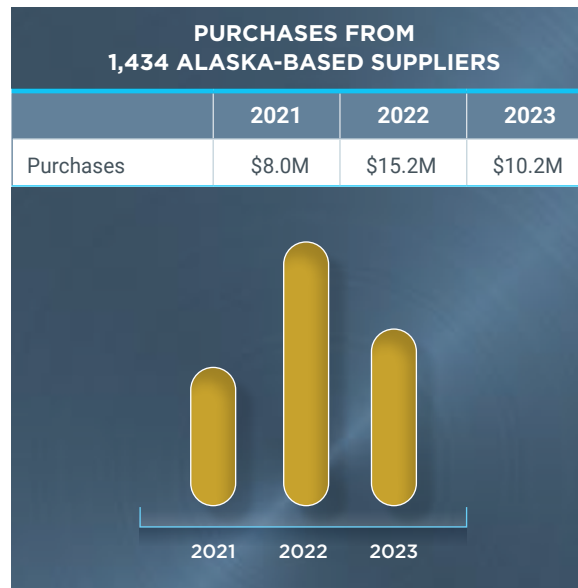 PURCHASES FROM
1,434 ALASKA-BASED SUPPLIERS
2021 2022 2023
Purchases $8.0M $15.2M $10.2M
2021 2022 2023